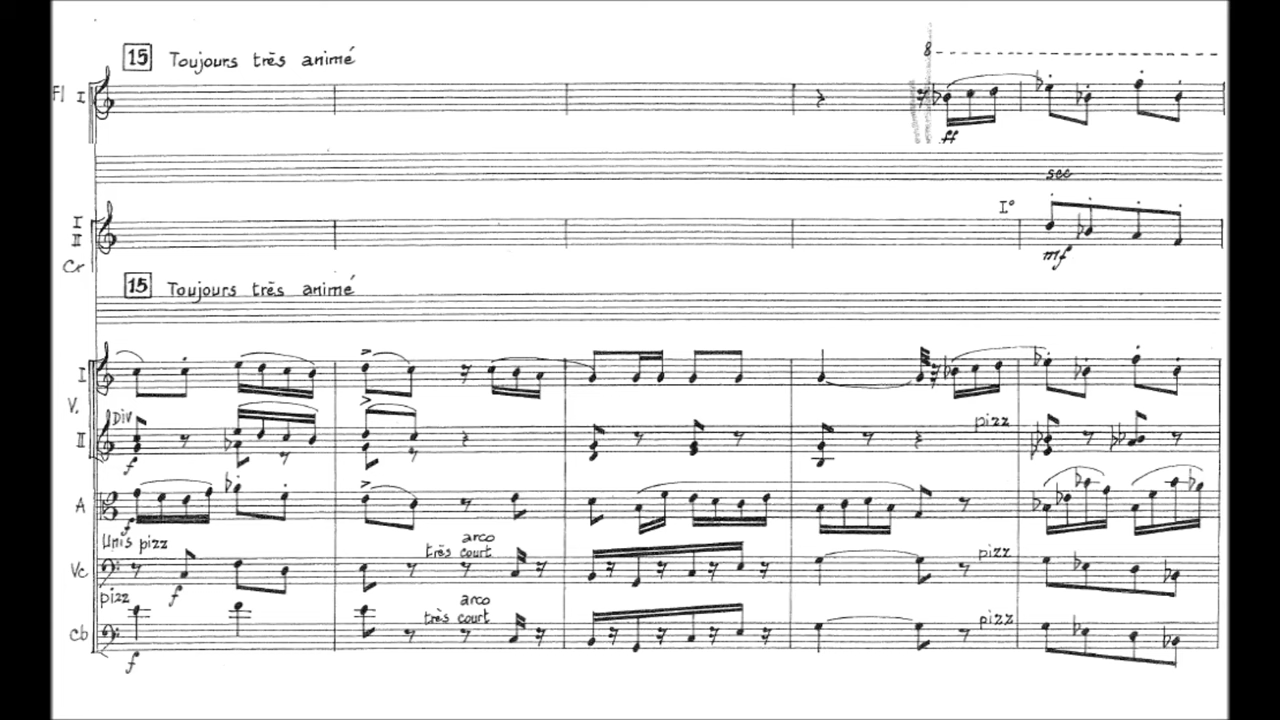 15 Toujours très animé
8
Fl I
ff
sec
I°
I
II
mf
Cr
15 Toujours très animé
I
V.
Div
II
pizz
f
A
f
Unis pizz
arco
très court
pizz
Vc
f
pizz
arco
très court
pizz
Cb
f